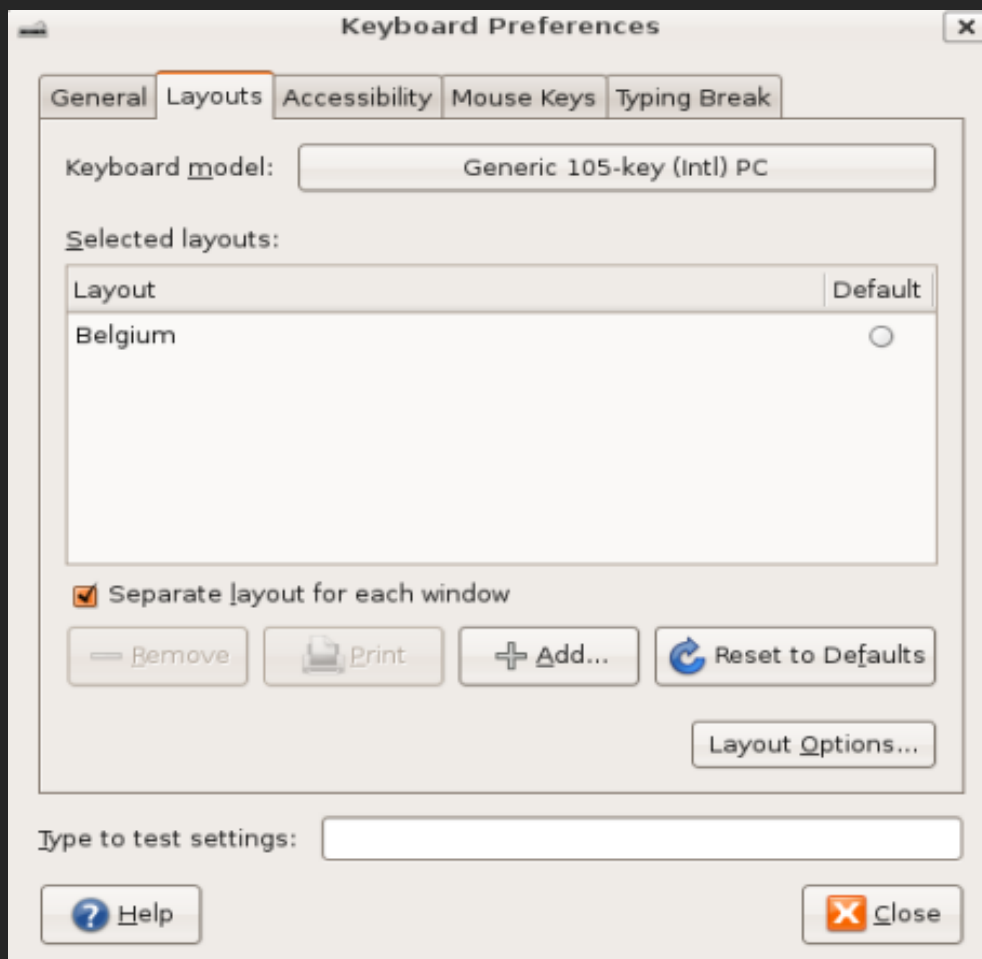 Keyboard Preferences
General Layouts Accessibility Mouse Keys Typing Break
Keyboard model: Generic 105-key (Intl) PC
Selected layouts:
Layout Default
Belgium
Separate layout for each window
Remove Print Add... Reset to Defaults
Layout Options...
Type to test settings:
Help Close